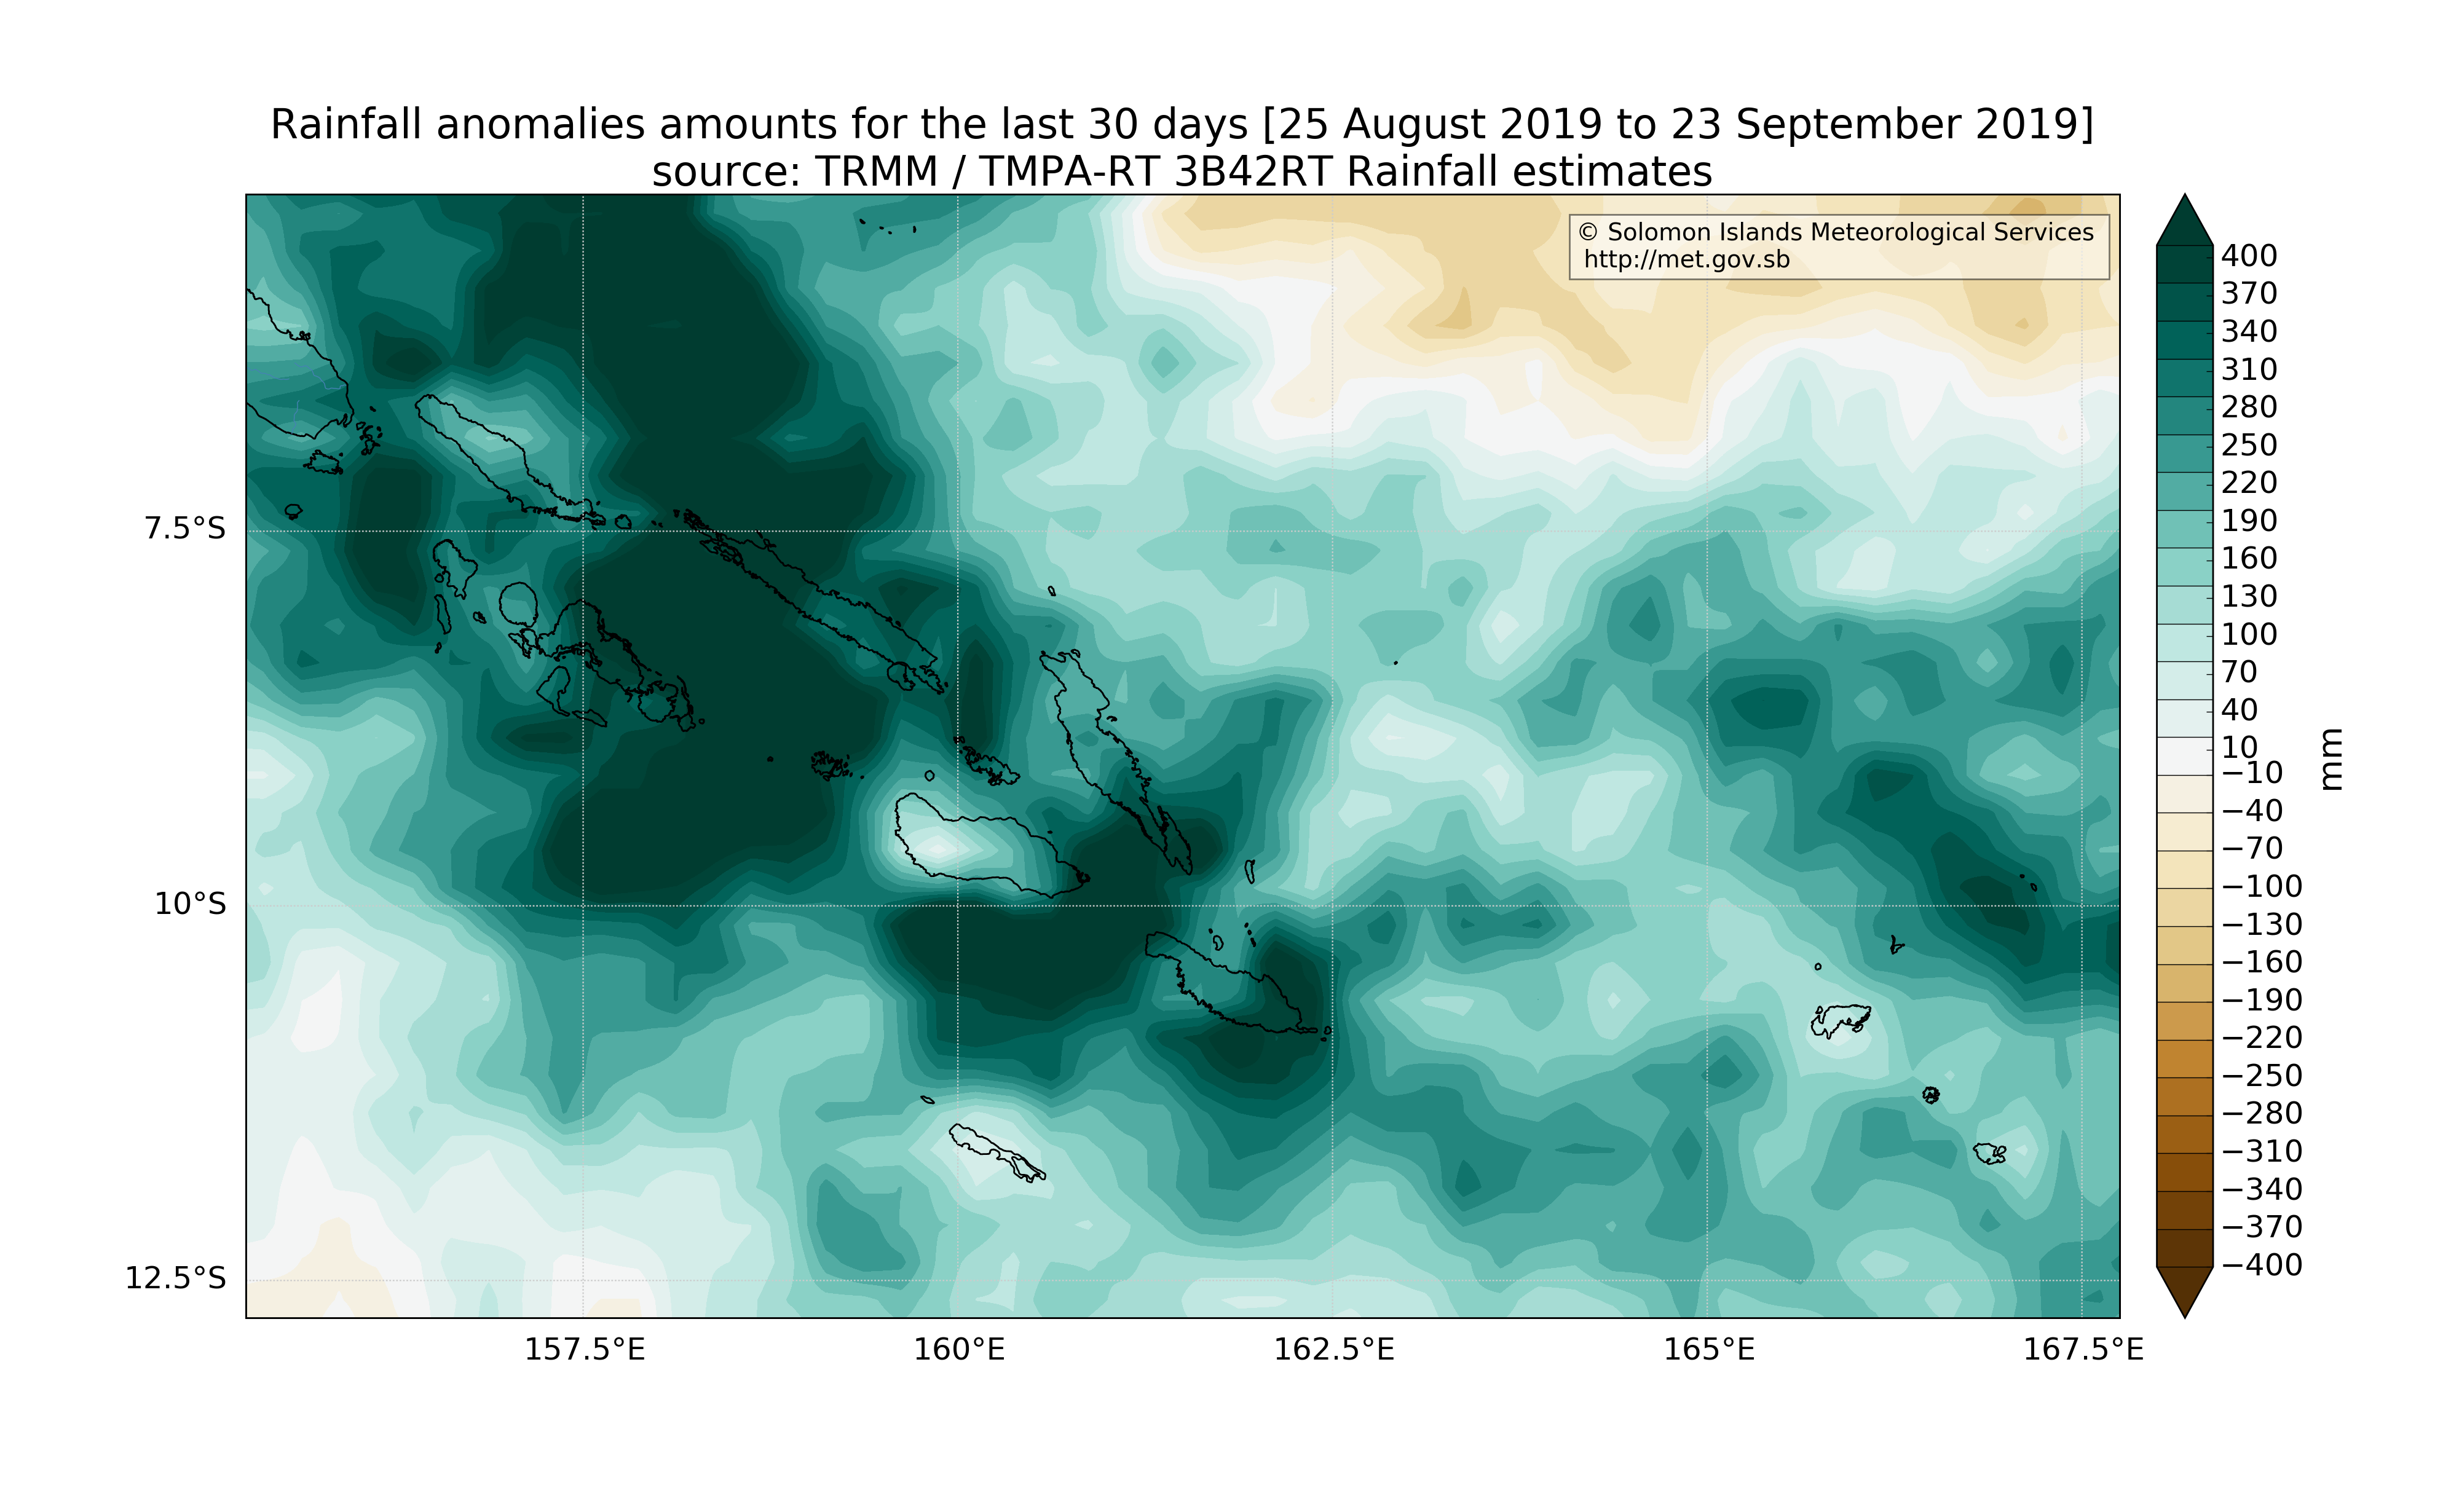 Rainfall anomalies amounts for the last 30 days [25 August 2019 to 23 September 2019]
source: TRMM / TMPA-RT 3B42RT Rainfall estimates
© Solomon Islands Meteorological Services
http://met.gov.sb
7.5°S
10°S
12.5°S
157.5°E
160°E
162.5°E
165°E
167.5°E
400
370
340
310
280
250
220
190
160
130
100
70
40
10
−10
−40
−70
−100
−130
−160
−190
−220
−250
−280
−310
−340
−370
−400
mm